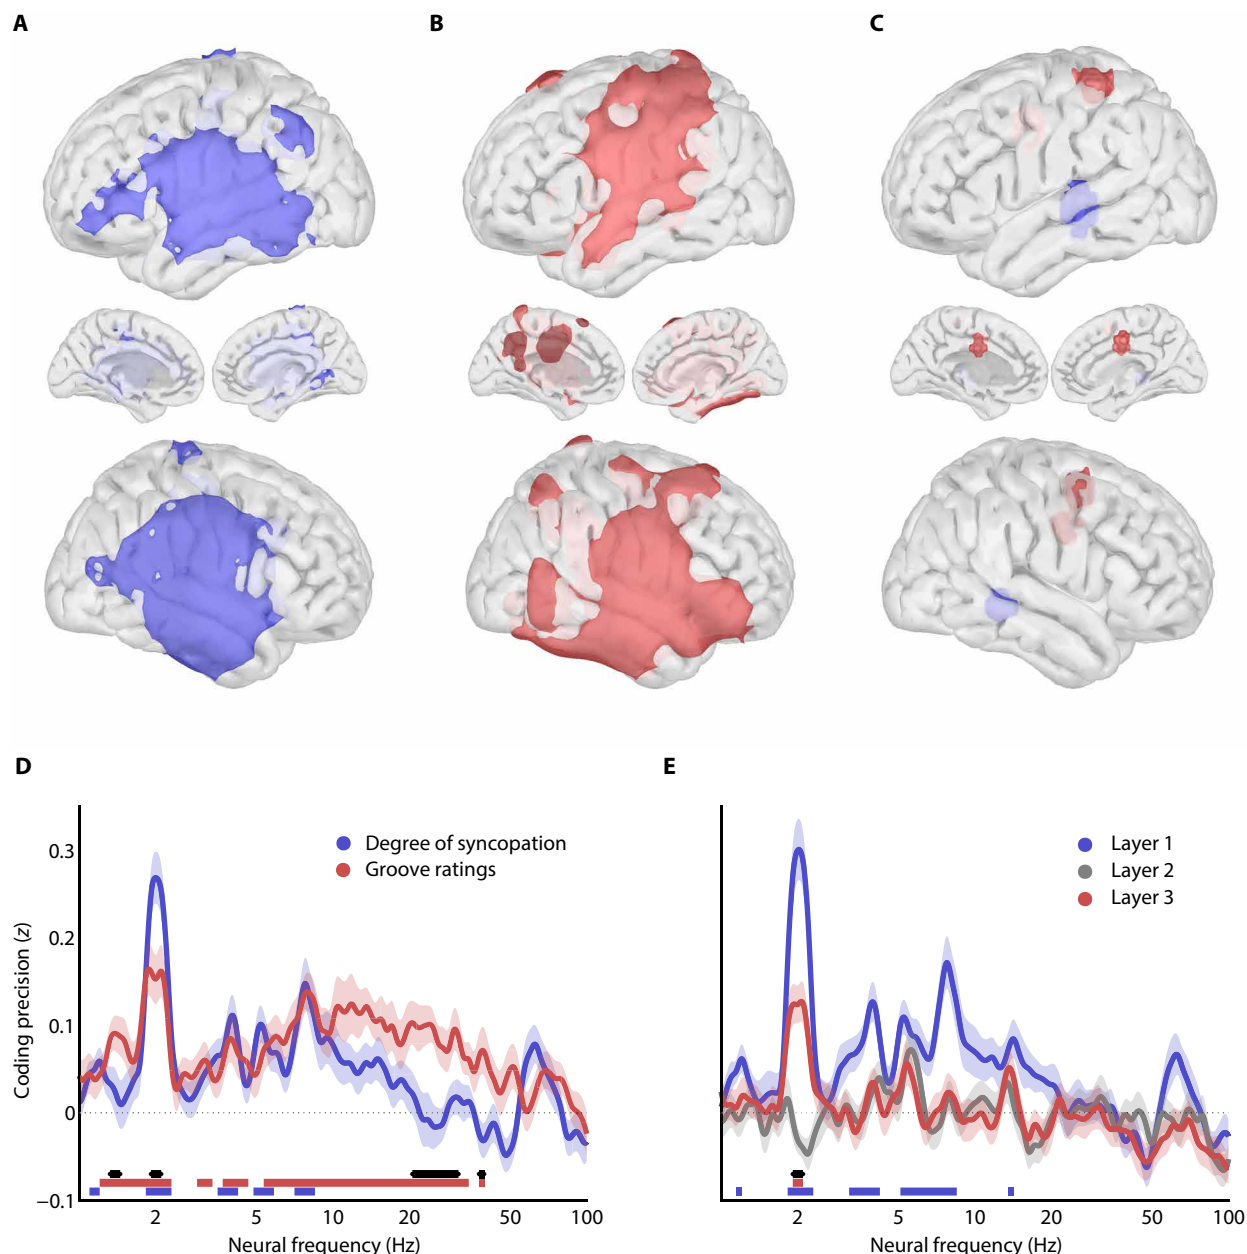 A
B
C
D
E
0.3
0.2
0.1
0
−0.1
Coding precision (z)
Degree of syncopation
Groove ratings
2
5
10
20
50
100
Neural frequency (Hz)
Layer 1
Layer 2
Layer 3
2
5
10
20
50
100
Neural frequency (Hz)